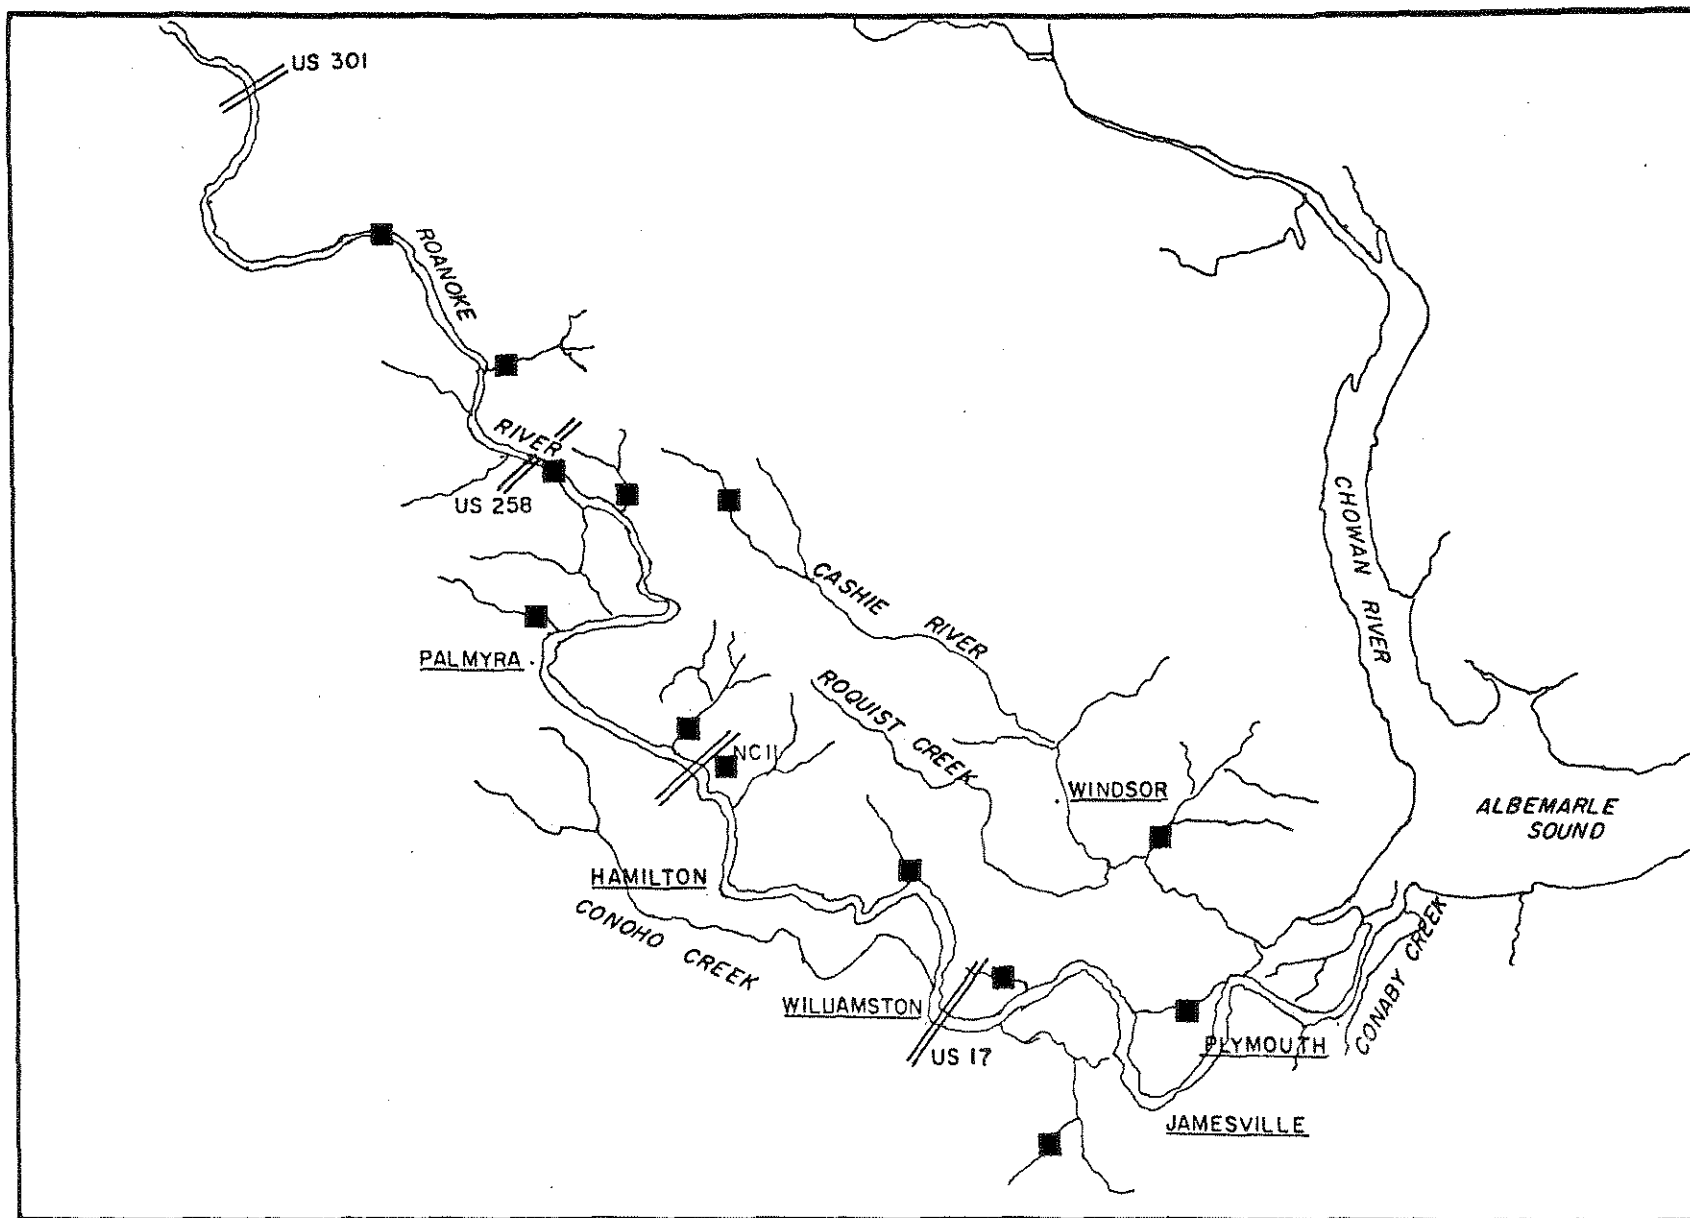 US 301
ROANOKE
RIVER
US 258
CASHIE
RIVER
CHOWAN
RIVER
PALMYRA
ROQUIST
CREEK
NC 11
WINDSOR
ALBEMARLE
SOUND
HAMILTON
CONOHO
CREEK
WILLIAMSTON
US 17
PLYMOUTH
CONABY CREEK
JAMESVILLE